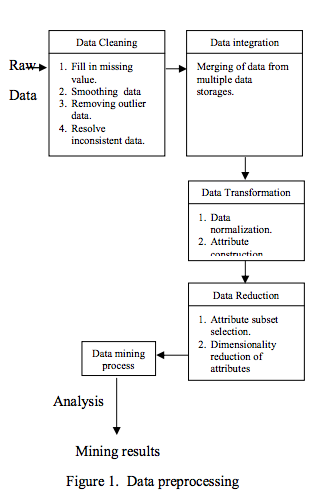 Raw
Data
Data Cleaning
1. Fill in missing
value.
2. Smoothing data
3. Removing outlier
data.
4. Resolve
inconsistent data.
Data integration
Merging of data from
multiple data
storages.
Data Transformation
1. Data
normalization.
2. Attribute
construction
Data Reduction
1. Attribute subset
selection.
2. Dimensionality
reduction of
attributes
Data mining
process
Analysis
Mining results
Figure 1. Data preprocessing